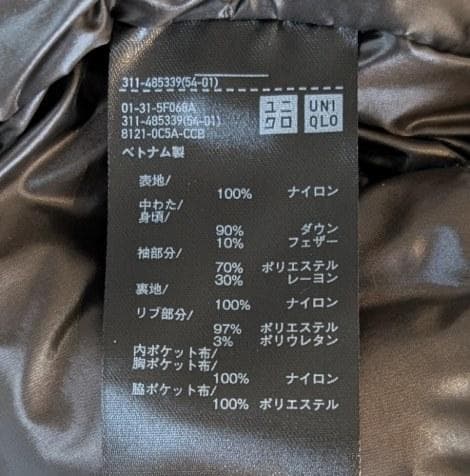 311-485339(54-01)
01-31-5F068A
311-485339(54-01)
8121-0C5A-CCB
ユニクロ
UNIQLO
ベトナム製
表地/
100% ナイロン
中わた/
身頃/
90% ダウン
10% フェザー
袖部分/
70% ポリエステル
30% レーヨン
裏地/
100% ナイロン
リブ部分/
97% ポリエステル
3% ポリウレタン
内ポケット布/
胸ポケット布/
100% ナイロン
脇ポケット布/
100% ポリエステル